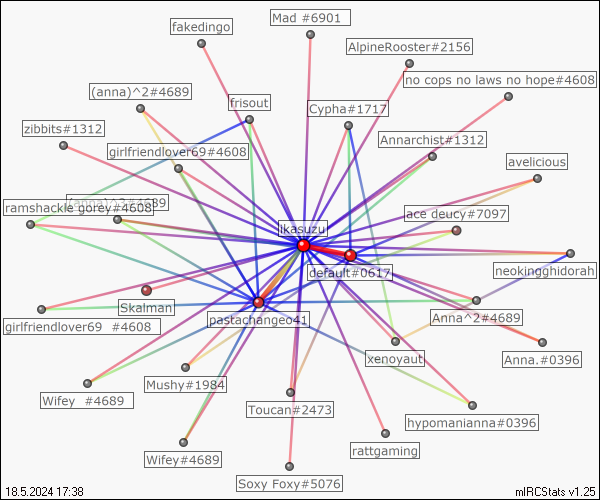 Mad #6901
fakedingo
AlpineRooster#2156
no cops no laws no hope#4608
(anna)^2#4689
frisout
Cypha#1717
zibbits#1312
Annarchist#1312
girlfriendlover69#4608
avelicious
(anna)^2#4689
ramshackle gorey#4608
ace deucy#7097
ikasuzu
default#0617
neokingghidorah
Skalman
pastachangeo41
Anna^2#4689
girlfriendlover69 #4608
xenoyaut
Anna.#0396
Mushy#1984
Wifey #4689
Toucan#2473
hypomanianna#0396
rattgaming
Wifey#4689
Soxy Foxy#5076
18.5.2024 17:38
mIRCStats v1.25